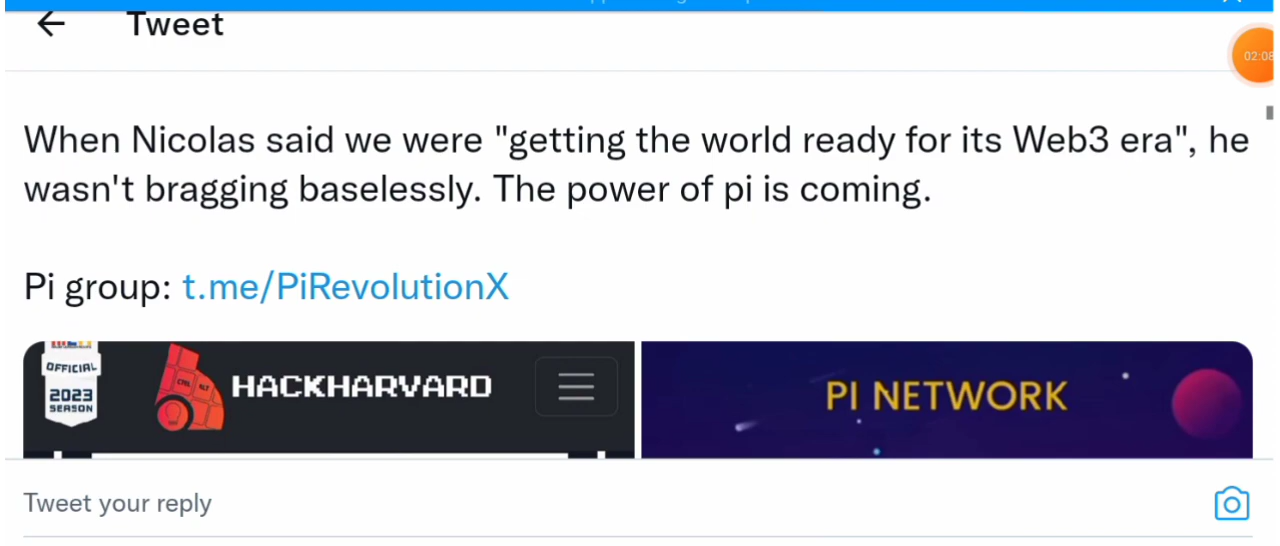 Tweet
02:08
When Nicolas said we were "getting the world ready for its Web3 era", he
wasn't bragging baselessly. The power of pi is coming.
Pi group: t.me/PiRevolutionX
OFFICIAL
2023
SEASON
CTRL ALT
HACKHARVARD
PI NETWORK
Tweet your reply